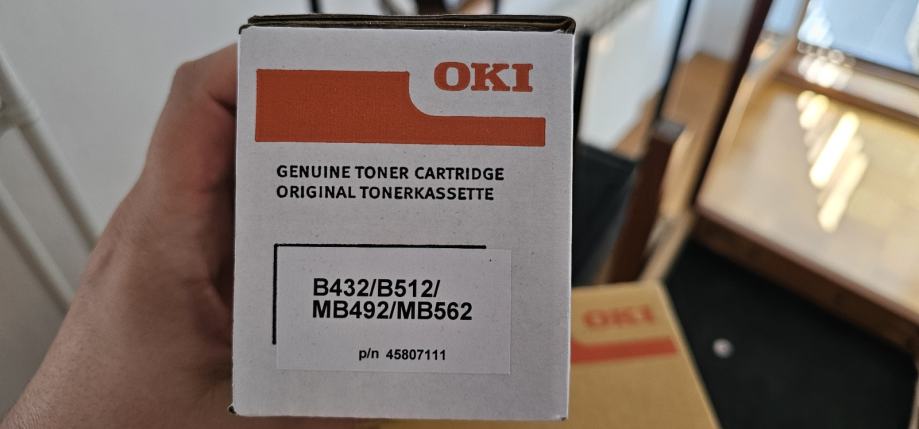 OKI
GENUINE TONER CARTRIDGE
ORIGINAL TONERKASSETTE
B432/B512/
MB492/MB562
p/n 45807111
OKI